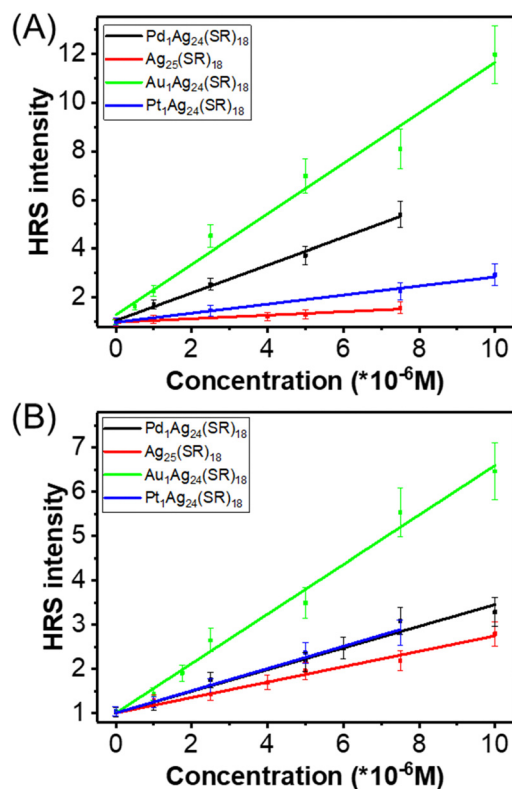 (A)
Pd₁Ag₂₄(SR)₁₈
Ag₂₅(SR)₁₈
Au₁Ag₂₄(SR)₁₈
Pt₁Ag₂₄(SR)₁₈
12
10
8
6
4
2
HRS intensity
0 2 4 6 8 10
Concentration (*10⁻⁶M)
(B)
Pd₁Ag₂₄(SR)₁₈
Ag₂₅(SR)₁₈
Au₁Ag₂₄(SR)₁₈
Pt₁Ag₂₄(SR)₁₈
7
6
5
4
3
2
1
HRS intensity
0 2 4 6 8 10
Concentration (*10⁻⁶M)